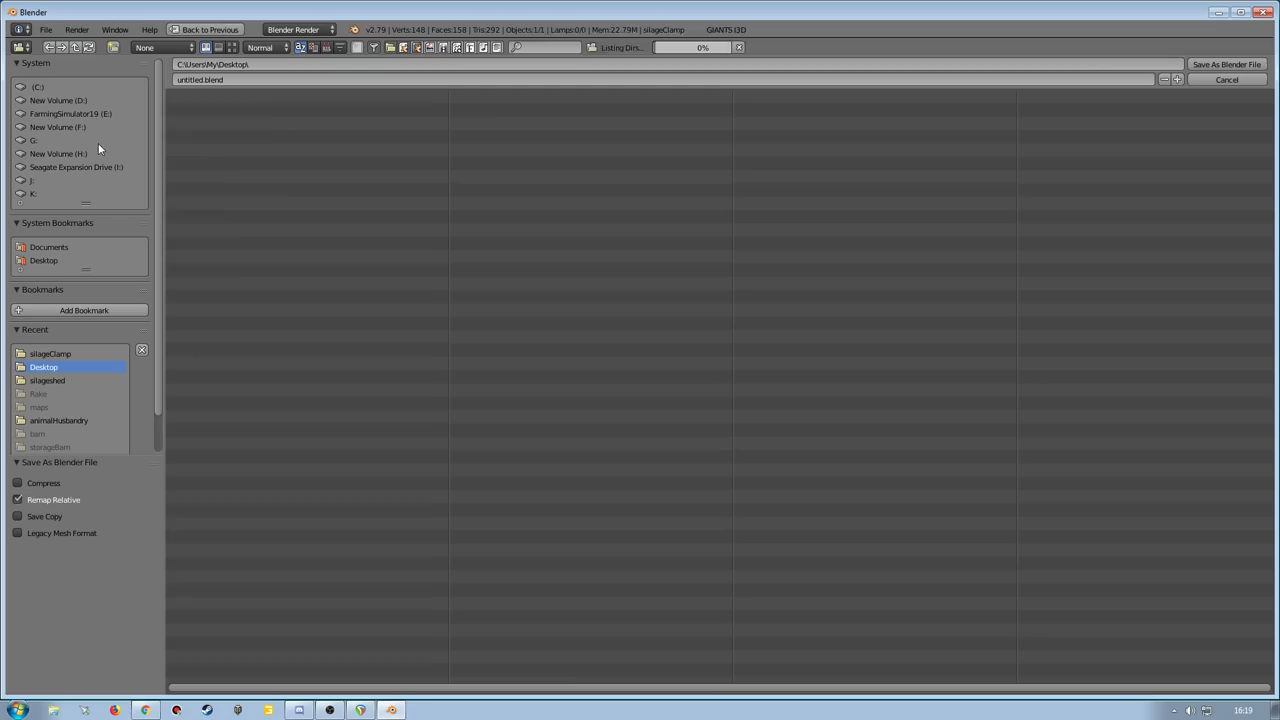 Blender
File Render Window Help Back to Previous Blender Render v2.79 | Verts:148 | Faces:158 | Tris:292 | Objects:1/1 | Lamps:0/0 | Mem:22.79M | silageClamp GIANTS I3D
None Normal Listing Dirs... 0%
System
C:\Users\My\Desktop\ Save As Blender File
untitled.blend Cancel
(C:)
New Volume (D:)
FarmingSimulator19 (E:)
New Volume (F:)
G:
New Volume (H:)
Seagate Expansion Drive (I:)
J:
K:
System Bookmarks
Documents
Desktop
Bookmarks
Add Bookmark
Recent
silageClamp
Desktop
silageshed
Rake
maps
animalHusbandry
barn
storageBarn
Save As Blender File
Compress
Remap Relative
Save Copy
Legacy Mesh Format
16:19